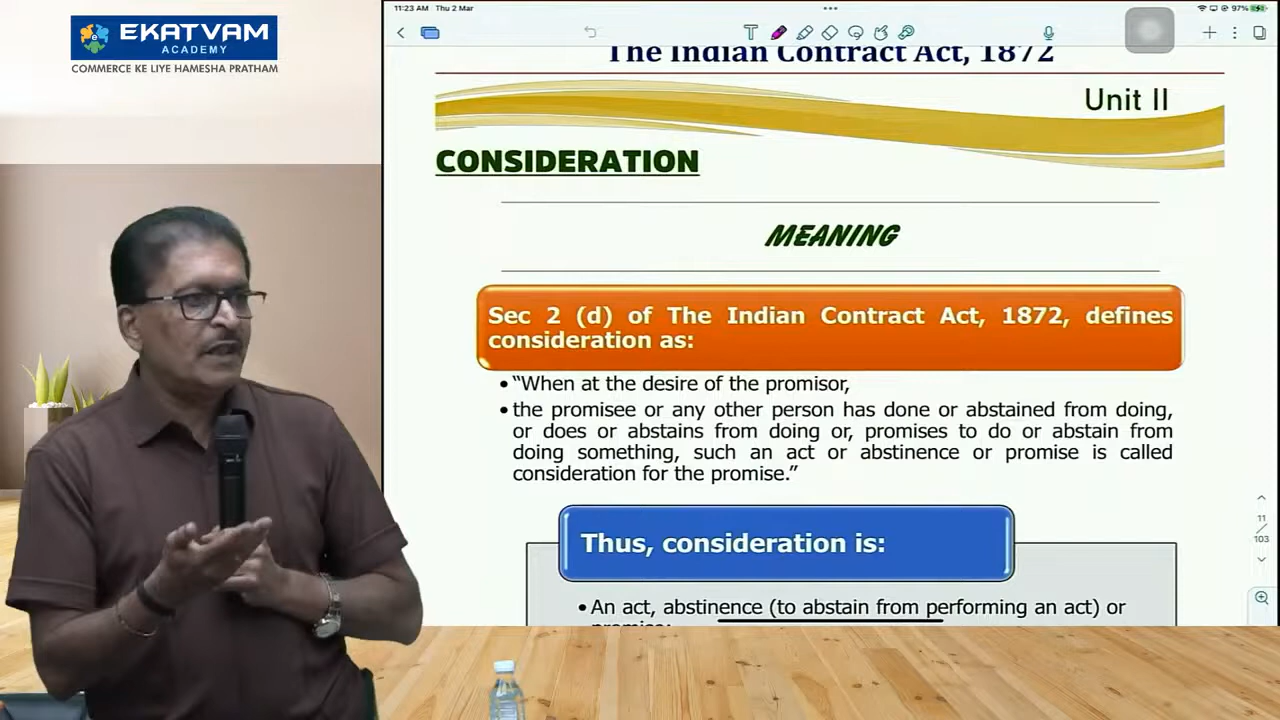 EKATVAM
ACADEMY
COMMERCE KE LIYE HAMESHA PRATHAM
11:23 AM Thu 2 Mar
97%
The Indian Contract Act, 1872
Unit II
CONSIDERATION
MEANING
Sec 2 (d) of The Indian Contract Act, 1872, defines
consideration as:
• “When at the desire of the promisor,
• the promisee or any other person has done or abstained from doing,
or does or abstains from doing or, promises to do or abstain from
doing something, such an act or abstinence or promise is called
consideration for the promise.”
Thus, consideration is:
• An act, abstinence (to abstain from performing an act) or
11
103